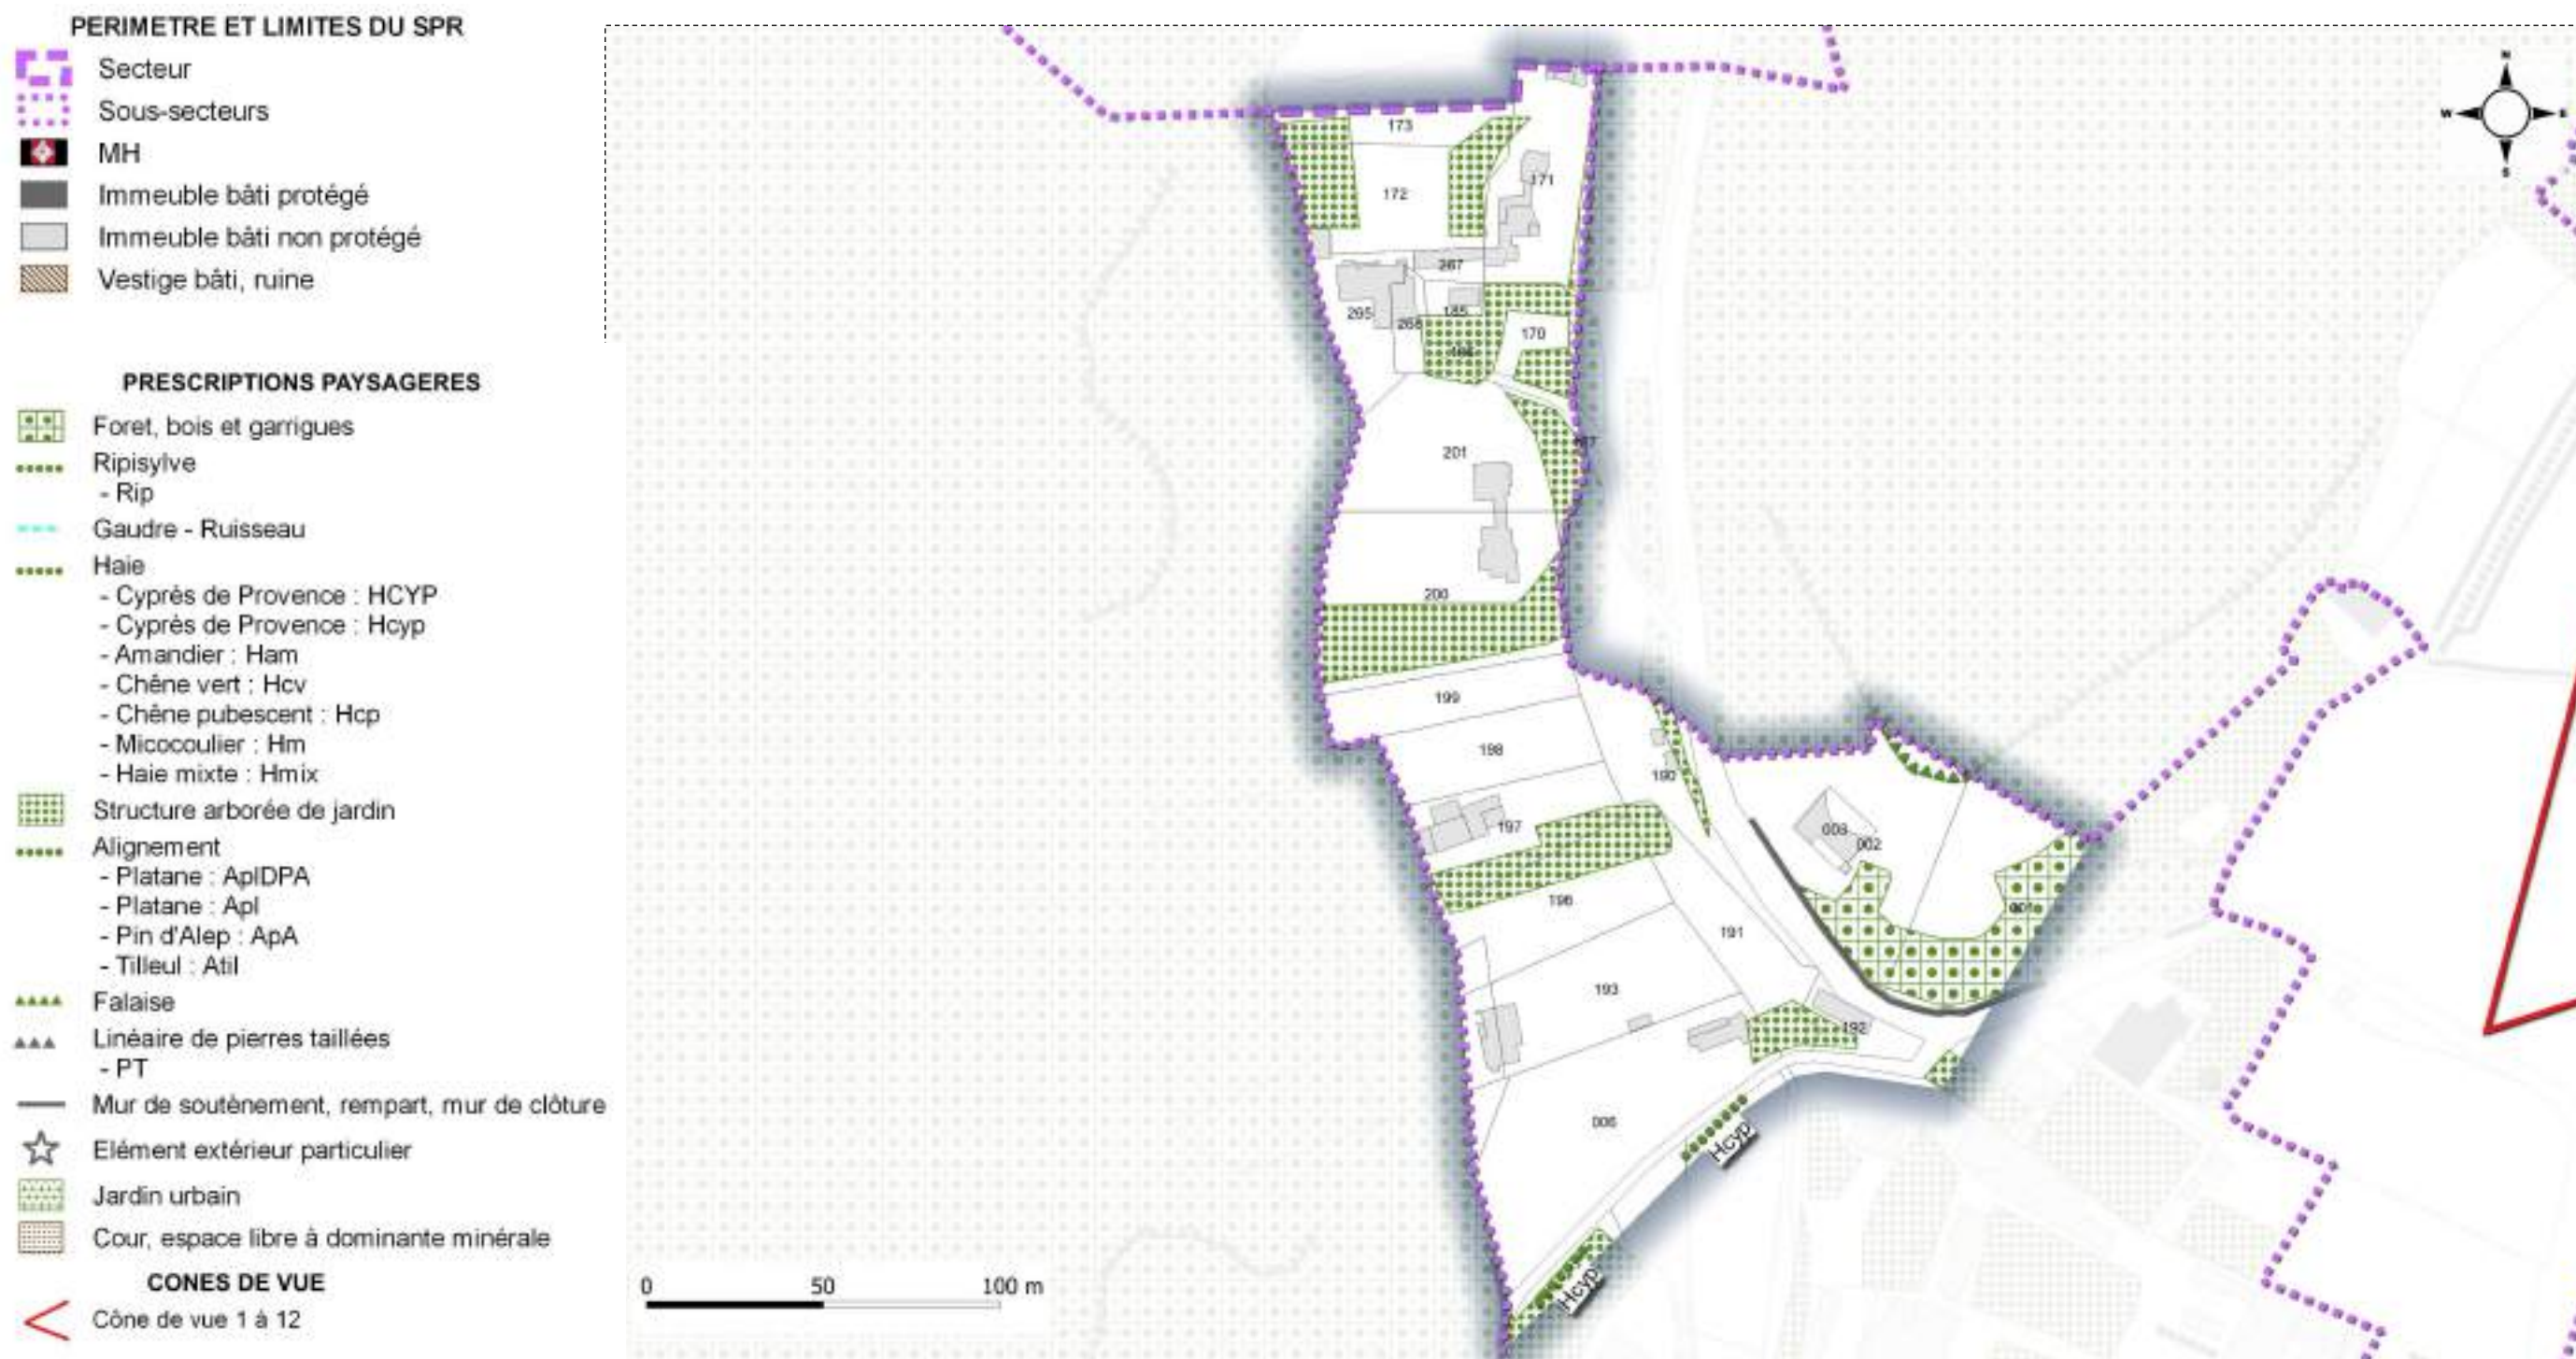 PERIMETRE ET LIMITES DU SPR
Secteur
Sous-secteurs
MH
Immeuble bâti protégé
Immeuble bâti non protégé
Vestige bâti, ruine
PRESCRIPTIONS PAYSAGERES
Foret, bois et garrigues
Ripisylve
- Rip
Gaudre - Ruisseau
Haie
- Cyprès de Provence : HCYP
- Cyprès de Provence : Hcyp
- Amandier : Ham
- Chêne vert : Hcv
- Chêne pubescent : Hcp
- Micocoulier : Hm
- Haie mixte : Hmix
Structure arborée de jardin
Alignement
- Platane : AplDPA
- Platane : Apl
- Pin d'Alep : ApA
- Tilleul : Atil
Falaise
Linéaire de pierres taillées
- PT
Mur de soutènement, rempart, mur de clôture
Elément extérieur particulier
Jardin urbain
Cour, espace libre à dominante minérale
CONES DE VUE
Cône de vue 1 à 12
N
W
E
S
173
171
172
267
265
266
185
170
201
200
199
198
190
197
003
002
196
001
191
193
192
006
Hcyp
Hcyp
0 50 100 m